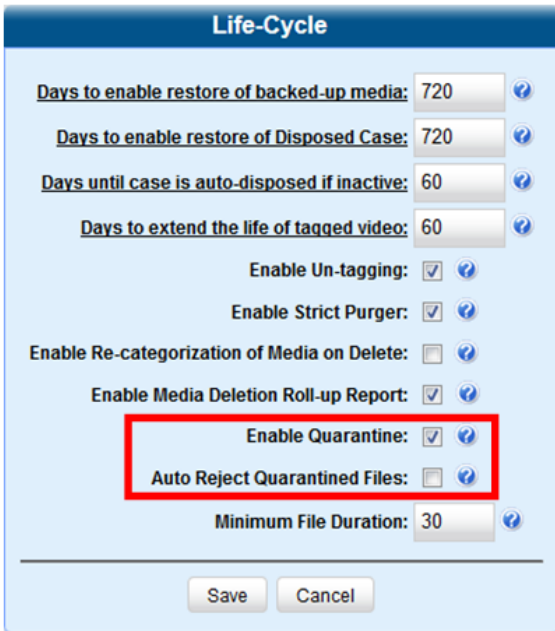 Life-Cycle
Days to enable restore of backed-up media: 720
Days to enable restore of Disposed Case: 720
Days until case is auto-disposed if inactive: 60
Days to extend the life of tagged video: 60
Enable Un-tagging:
Enable Strict Purger:
Enable Re-categorization of Media on Delete:
Enable Media Deletion Roll-up Report:
Enable Quarantine:
Auto Reject Quarantined Files:
Minimum File Duration: 30
Save Cancel